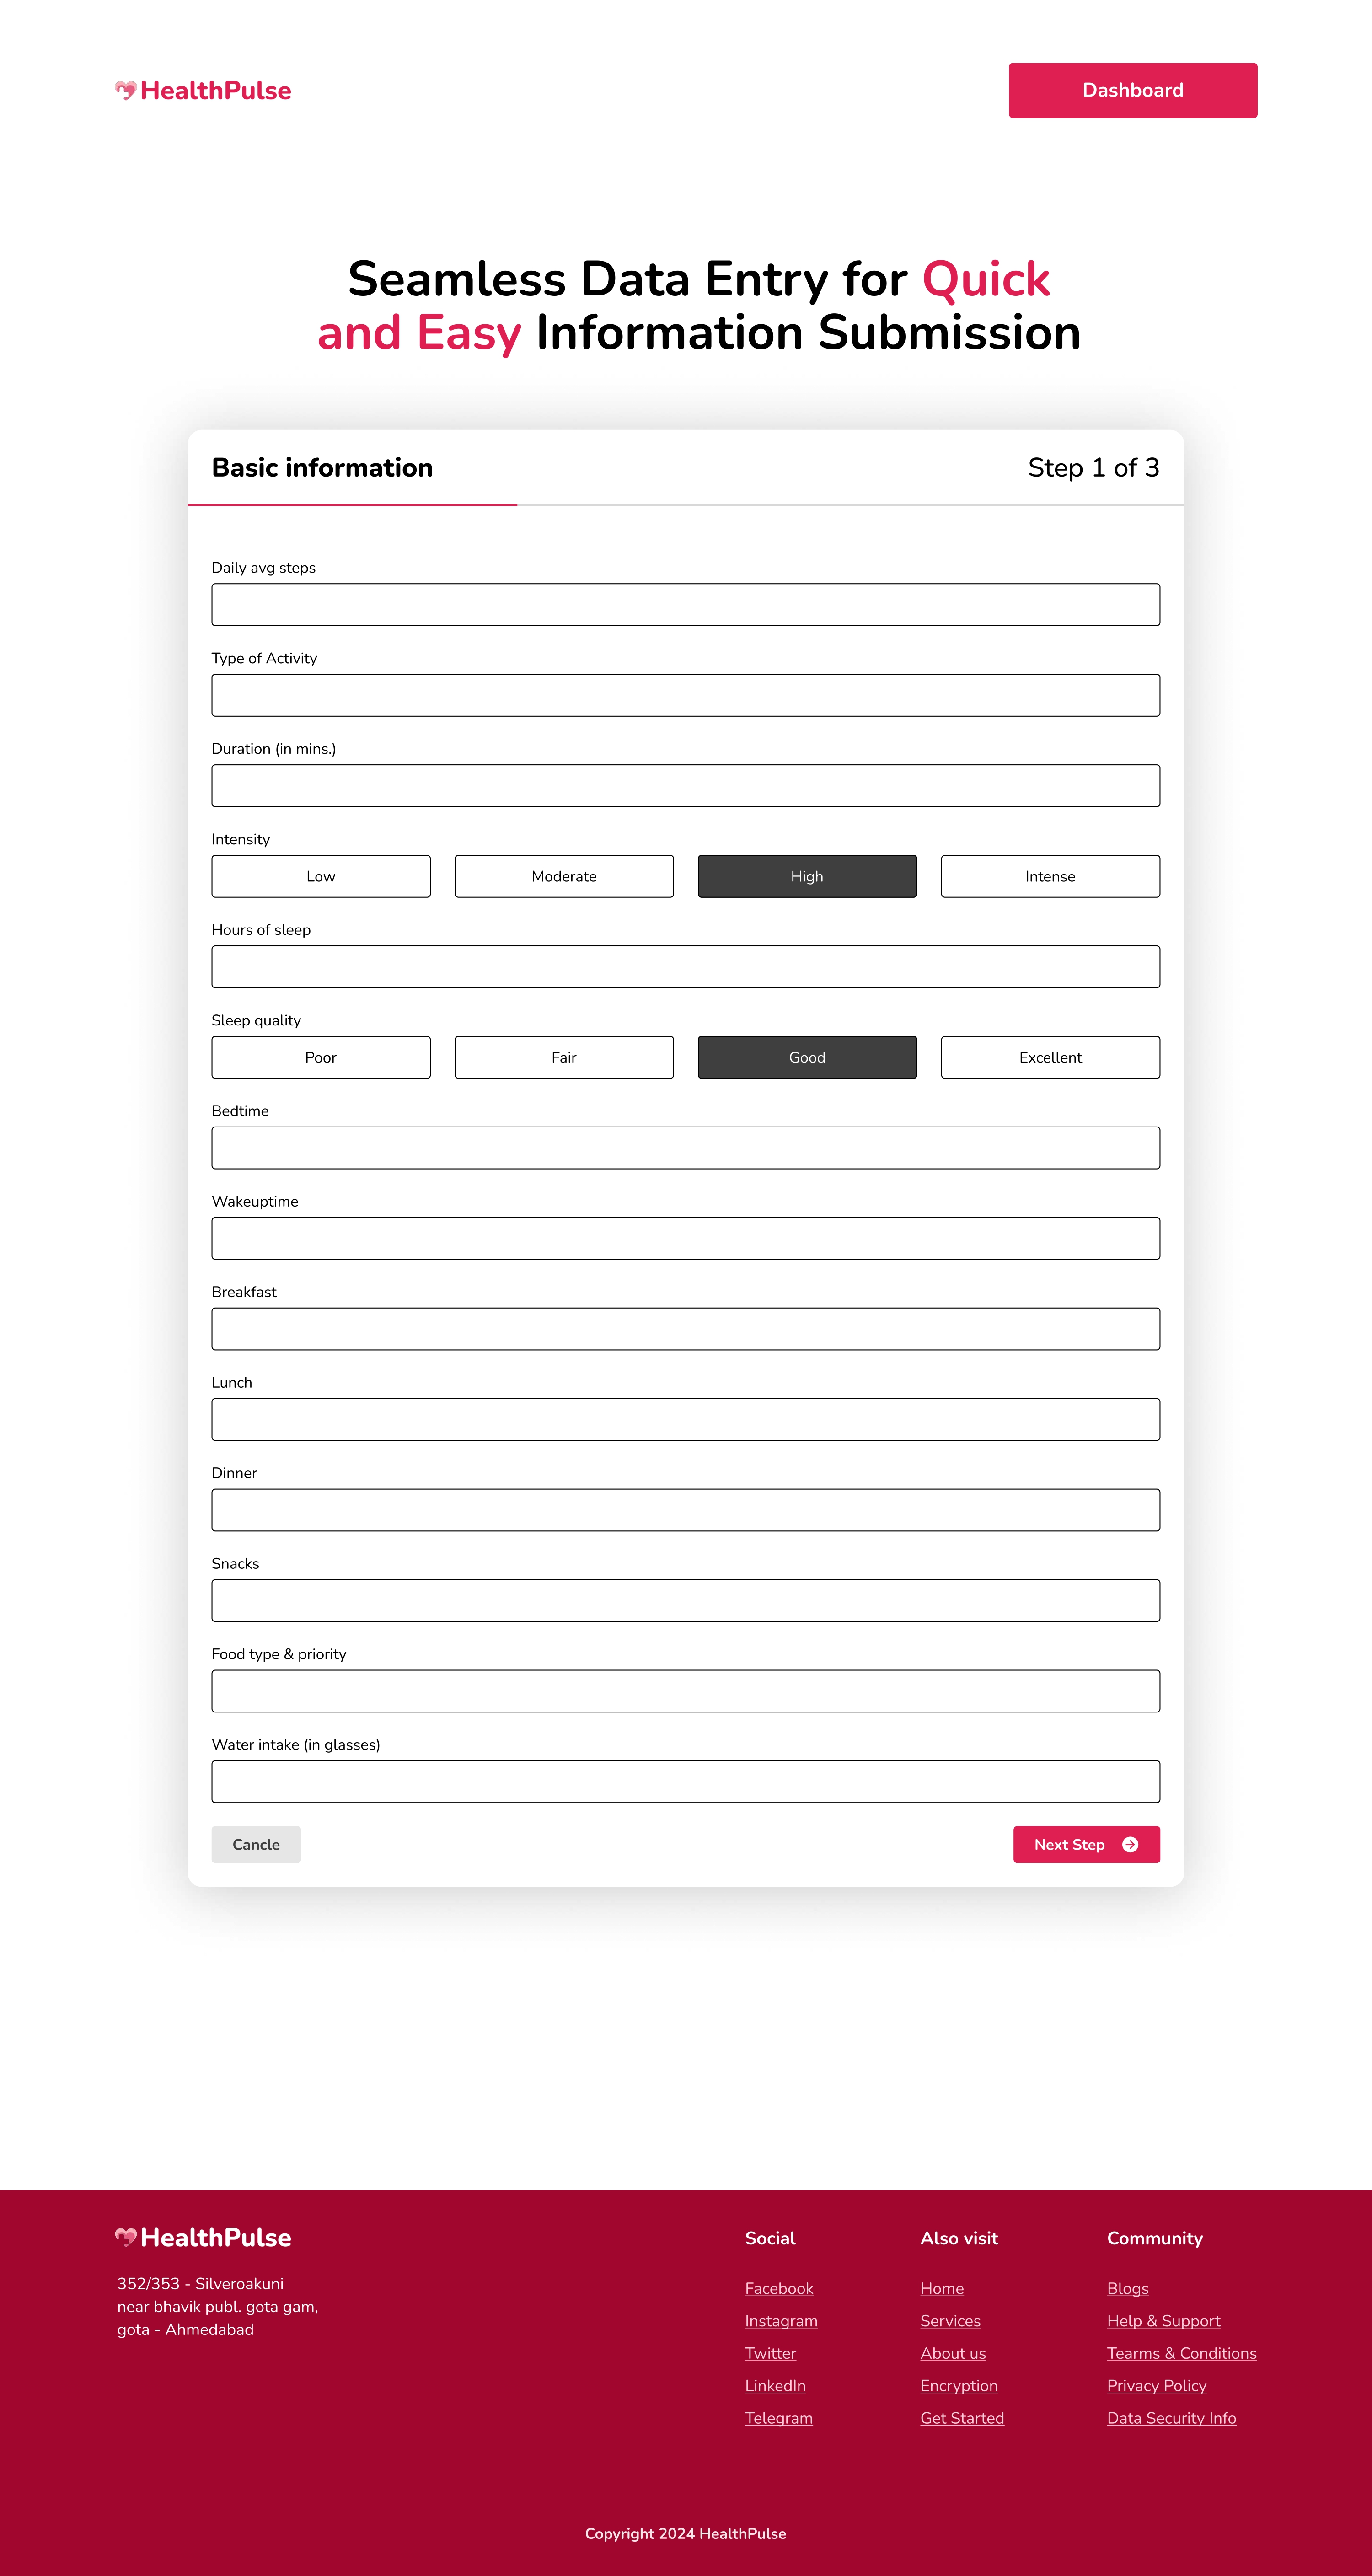 HealthPulse
Dashboard
Seamless Data Entry for Quick
and Easy Information Submission
Basic information
Step 1 of 3
Daily avg steps
Type of Activity
Duration (in mins.)
Intensity
Low
Moderate
High
Intense
Hours of sleep
Sleep quality
Poor
Fair
Good
Excellent
Bedtime
Wakeuptime
Breakfast
Lunch
Dinner
Snacks
Food type & priority
Water intake (in glasses)
Cancle
Next Step
HealthPulse
352/353 - Silveroakuni
near bhavik publ. gota gam,
gota - Ahmedabad
Social
Facebook
Instagram
Twitter
LinkedIn
Telegram
Also visit
Home
Services
About us
Encryption
Get Started
Community
Blogs
Help & Support
Tearms & Conditions
Privacy Policy
Data Security Info
Copyright 2024 HealthPulse